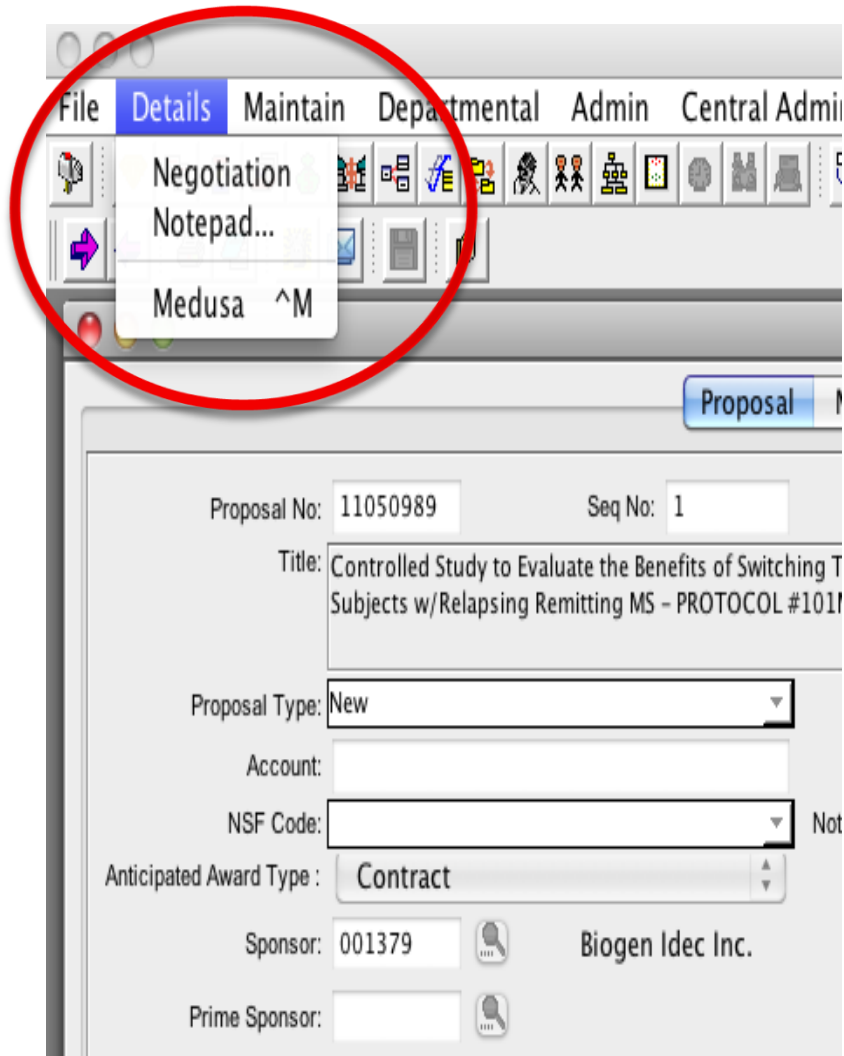 File Details Maintain Departmental Admin Central
Negotiation
Notepad...
Medusa ^M
Proposal
Proposal No: 11050989 Seq No: 1
Title: Controlled Study to Evaluate the Benefits of Switching
Subjects w/Relapsing Remitting MS – PROTOCOL
Proposal Type: New
Account:
NSF Code:
Anticipated Award Type : Contract
Sponsor: 001379 Biogen Idec Inc.
Prime Sponsor: